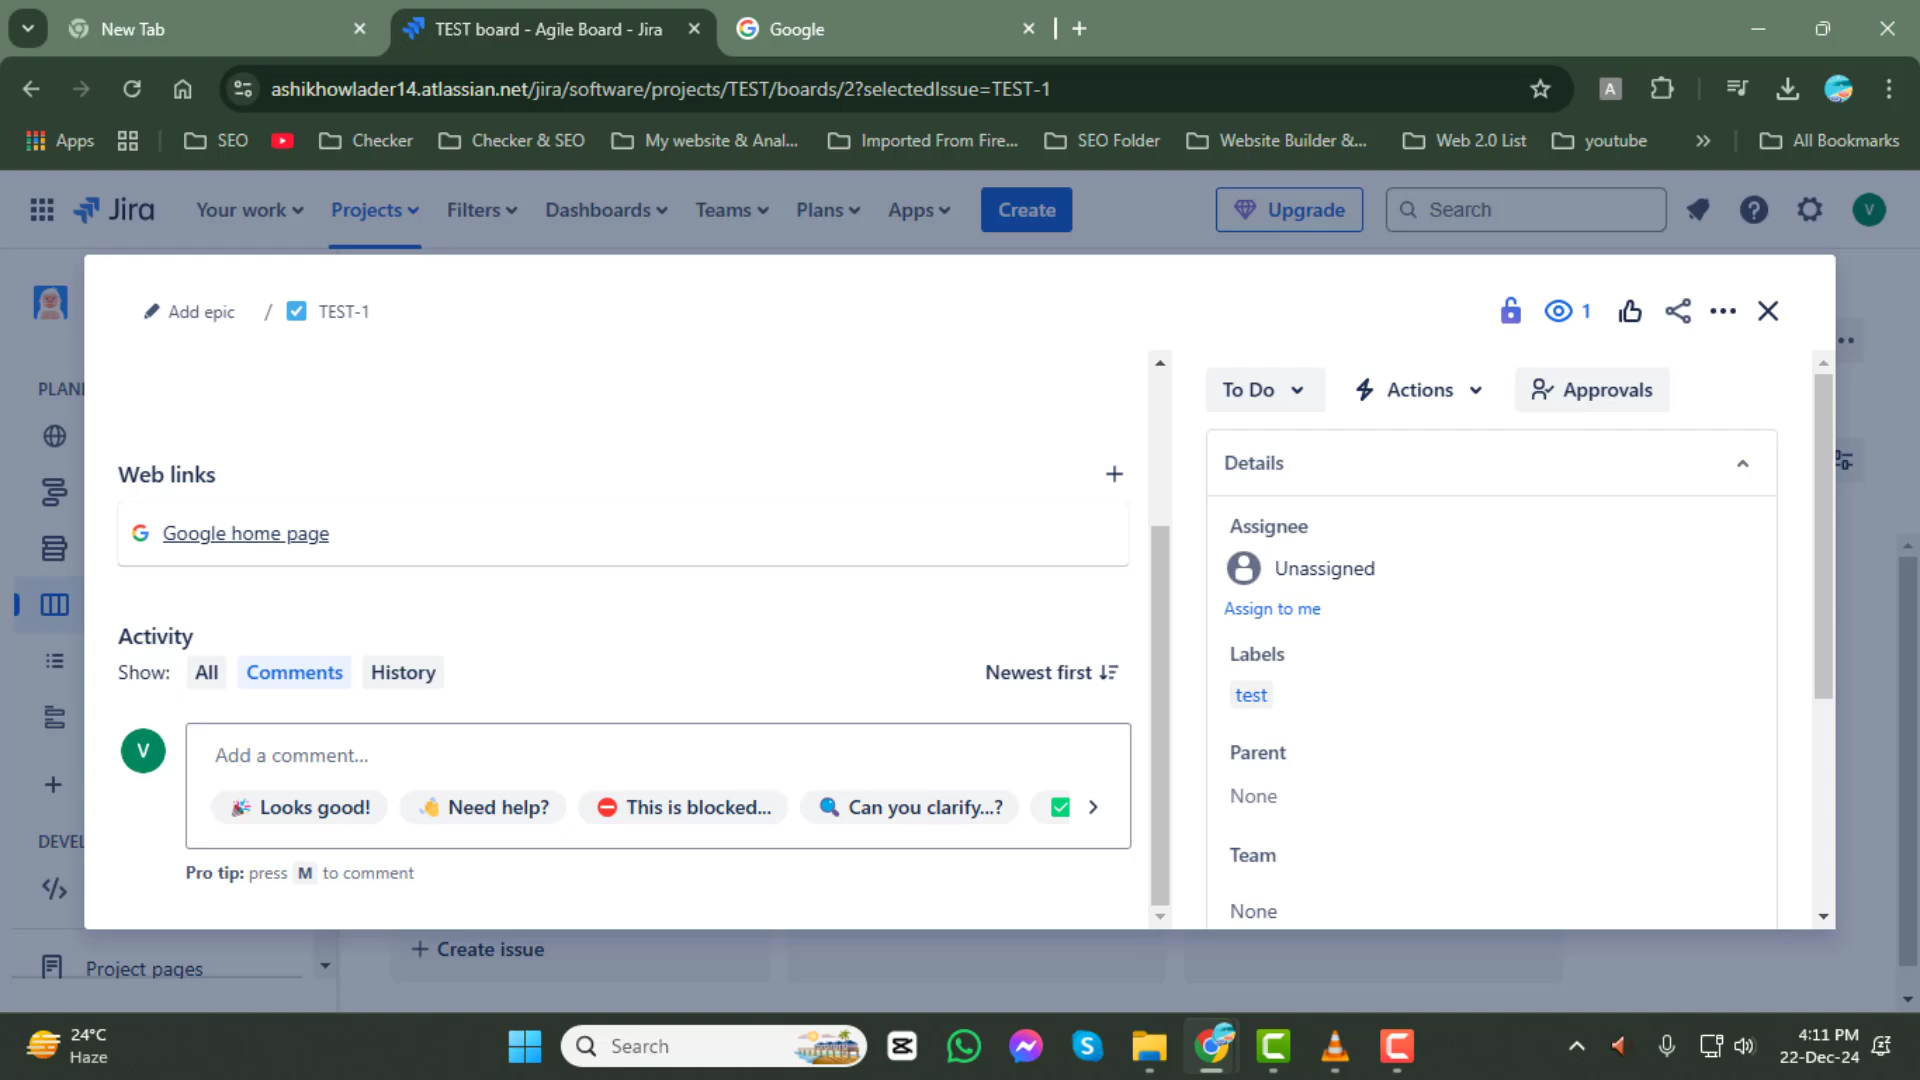 New Tab
TEST board - Agile Board - Jira
Google
ashikhowlader14.atlassian.net/jira/software/projects/TEST/boards/2?selectedIssue=TEST-1
A
Apps
SEO
Checker
Checker & SEO
My website & Anal...
Imported From Fire...
SEO Folder
Website Builder &...
Web 2.0 List
youtube
All Bookmarks
Jira
Your work
Projects
Filters
Dashboards
Teams
Plans
Apps
Create
Upgrade
Search
V
Add epic / TEST-1
1
PLANI
To Do
Actions
Approvals
Web links
Details
Google home page
Assignee
Unassigned
Assign to me
Activity
Show: All Comments History
Newest first
Labels
test
V
Add a comment...
Looks good!
Need help?
This is blocked...
Can you clarify...?
Pro tip: press M to comment
Parent
None
Team
None
DEVEL
Create issue
Project pages
24°C
Haze
Search
4:11 PM
22-Dec-24